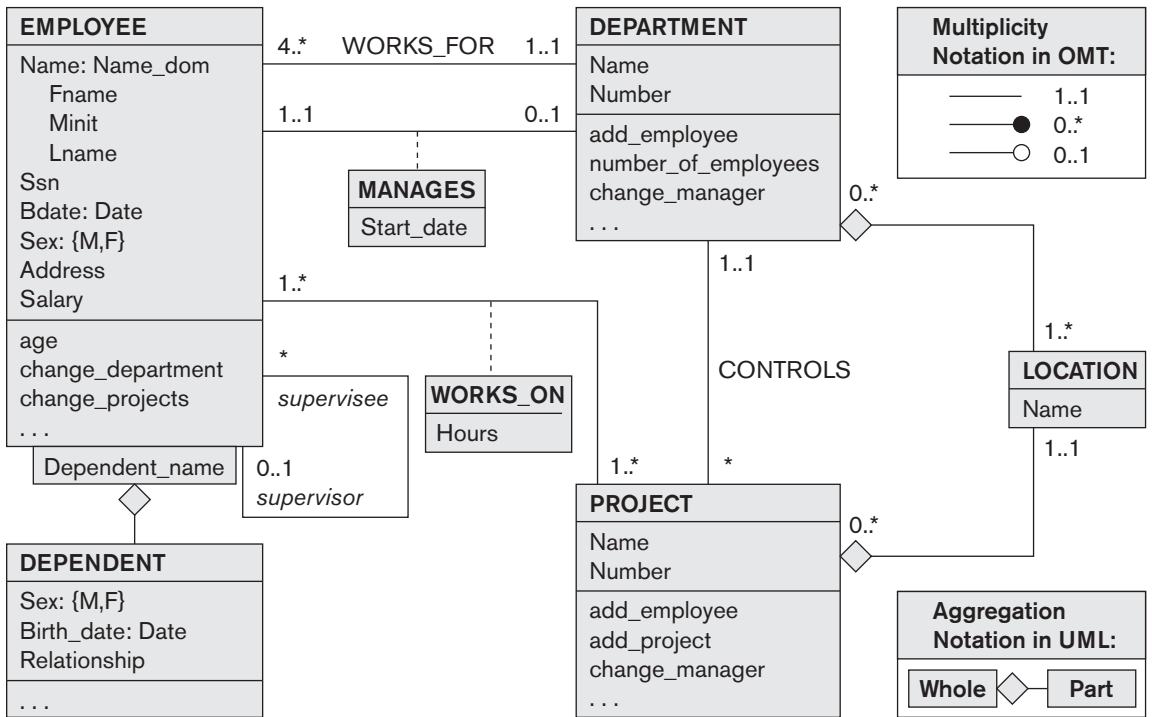 EMPLOYEE
Name: Name_dom
Fname
Minit
Lname
Ssn
Bdate: Date
Sex: {M,F}
Address
Salary
age
change_department
change_projects
. . .
Dependent_name
DEPENDENT
Sex: {M,F}
Birth_date: Date
Relationship
. . .
4..* WORKS_FOR 1..1
1..1 0..1
MANAGES
Start_date
1..*
WORKS_ON
Hours
1..*
*
supervisee
0..1
supervisor
DEPARTMENT
Name
Number
add_employee
number_of_employees
change_manager
. . .
0..*
1..1
CONTROLS
*
1..*
LOCATION
Name
1..1
PROJECT
Name
Number
add_employee
add_project
change_manager
. . .
0..*
Multiplicity
Notation in OMT:
1..1
0..*
0..1
Aggregation
Notation in UML:
Whole Part